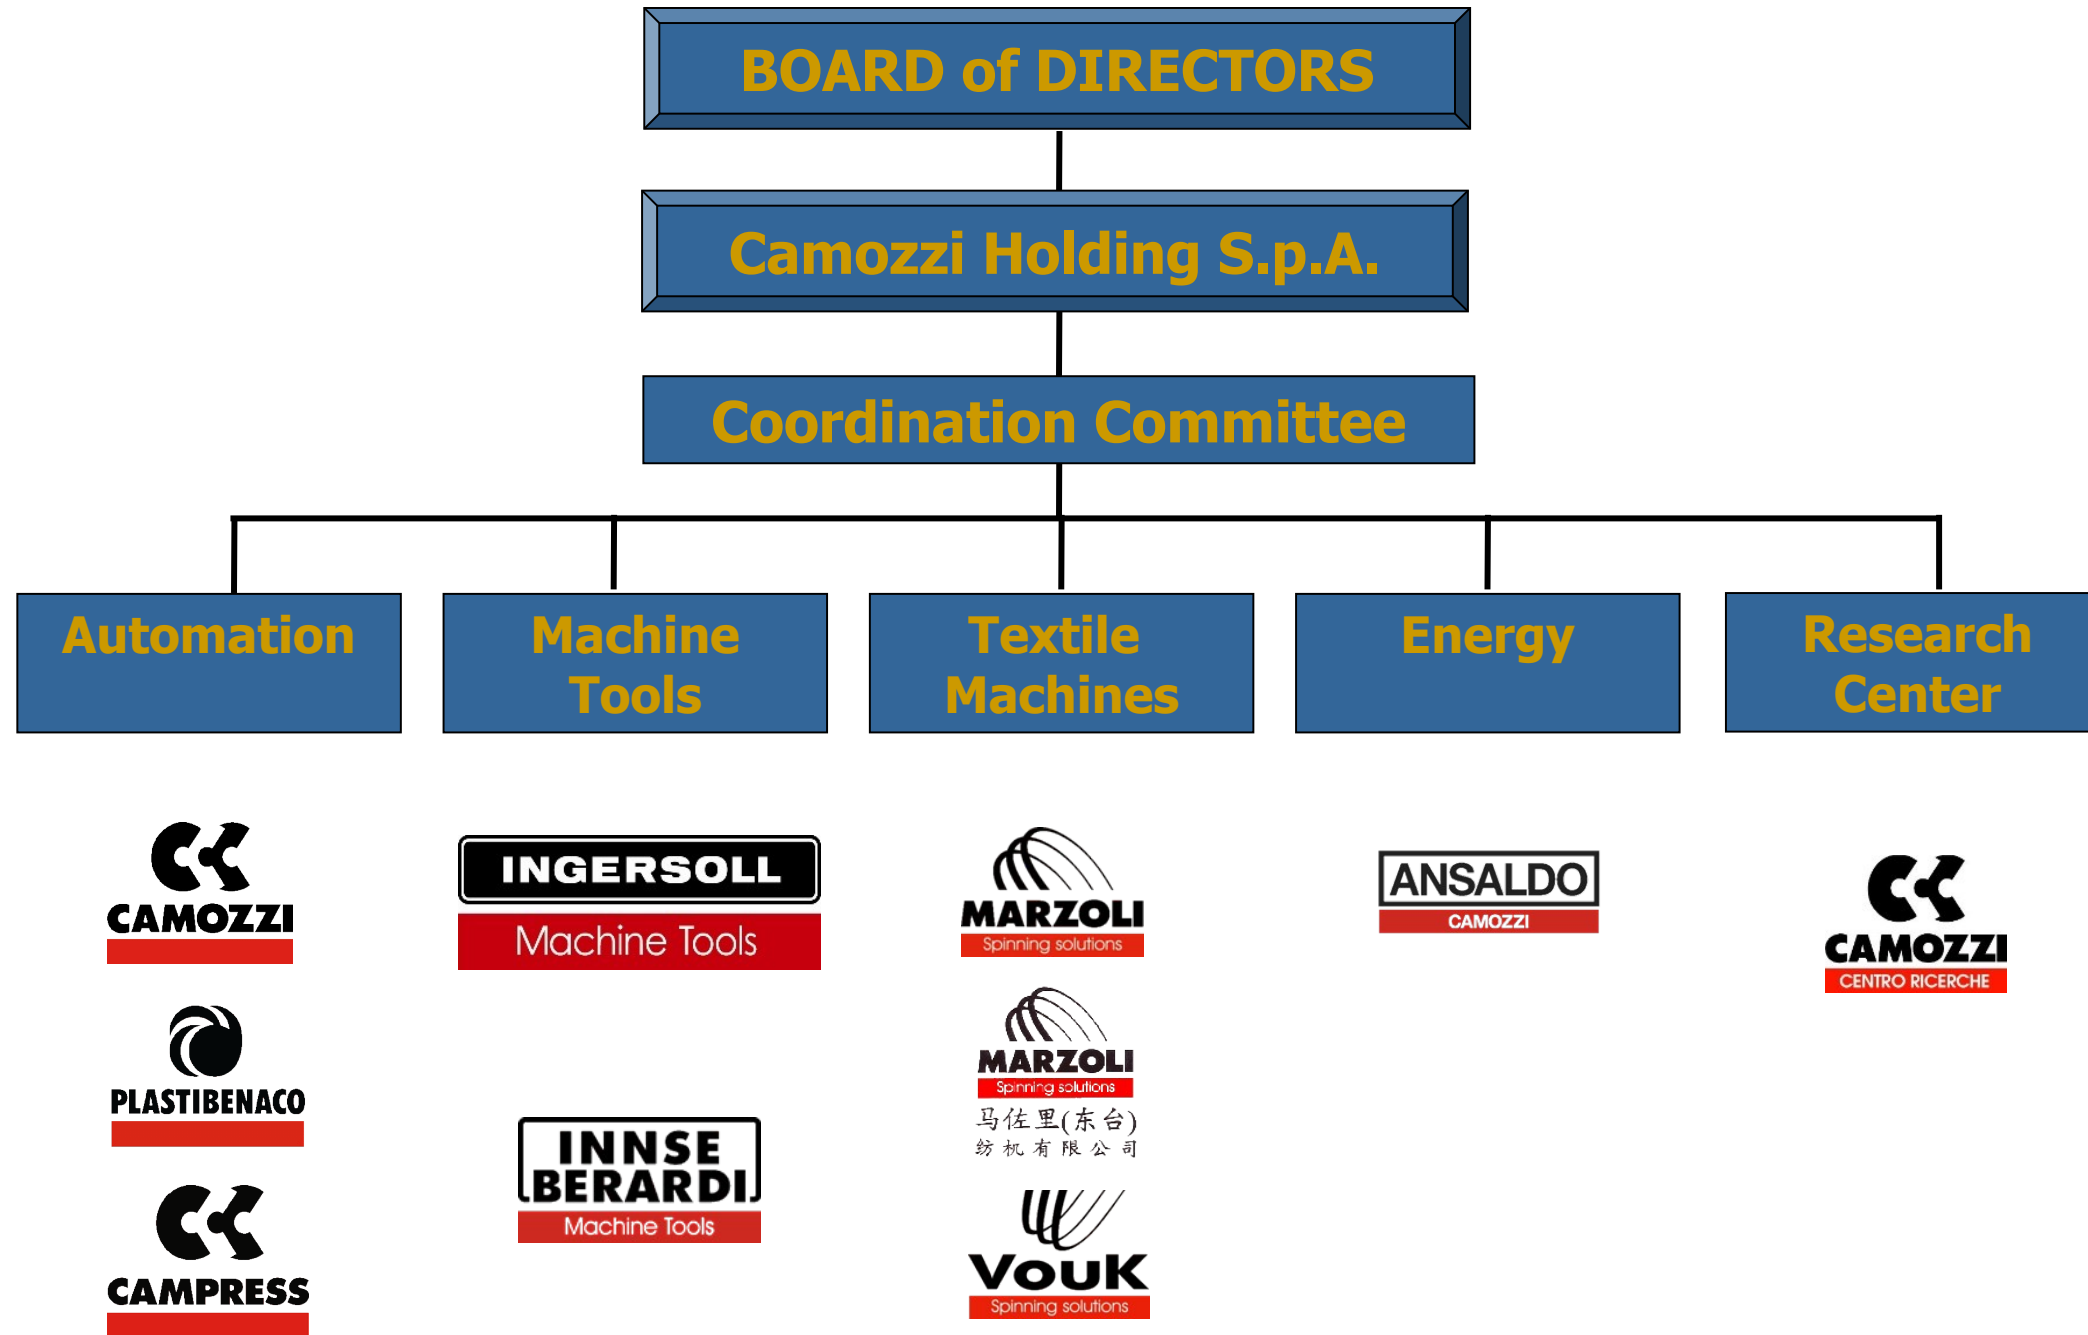 BOARD of DIRECTORS
Camozzi Holding S.p.A.
Coordination Committee
Automation
Machine
Tools
Textile
Machines
Energy
Research
Center
CAMOZZI
PLASTIBENACO
CAMPRESS
INGERSOLL
Machine Tools
INNSE
BERARDI
Machine Tools
MARZOLI
Spinning solutions
MARZOLI
Spinning solutions
马佐里(东台)
纺机有限公司
VOUK
Spinning solutions
ANSALDO
CAMOZZI
CAMOZZI
CENTRO RICERCHE